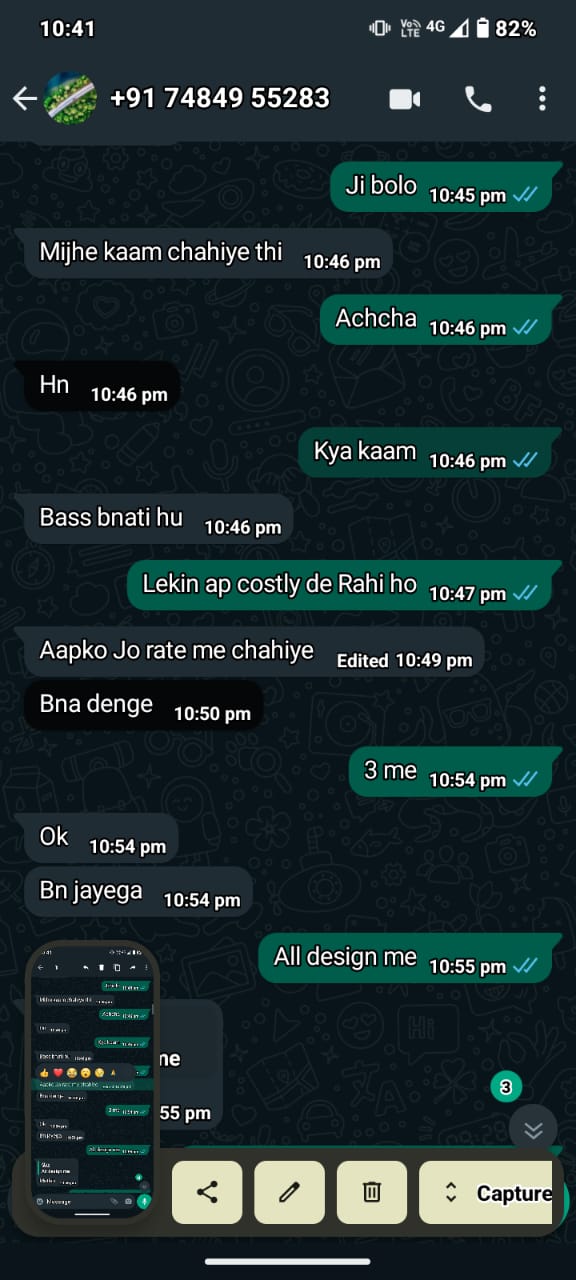 10:41
Vo)) LTE 4G 82%
+91 74849 55283
Ji bolo 10:45 pm
Mijhe kaam chahiye thi 10:46 pm
Achcha 10:46 pm
Hn 10:46 pm
Kya kaam 10:46 pm
Bass bnati hu 10:46 pm
Lekin ap costly de Rahi ho 10:47 pm
Aapko Jo rate me chahiye Edited 10:49 pm
Bna denge 10:50 pm
3 me 10:54 pm
Ok 10:54 pm
Bn jayega 10:54 pm
All design me 10:55 pm
me
55 pm
3
Capture